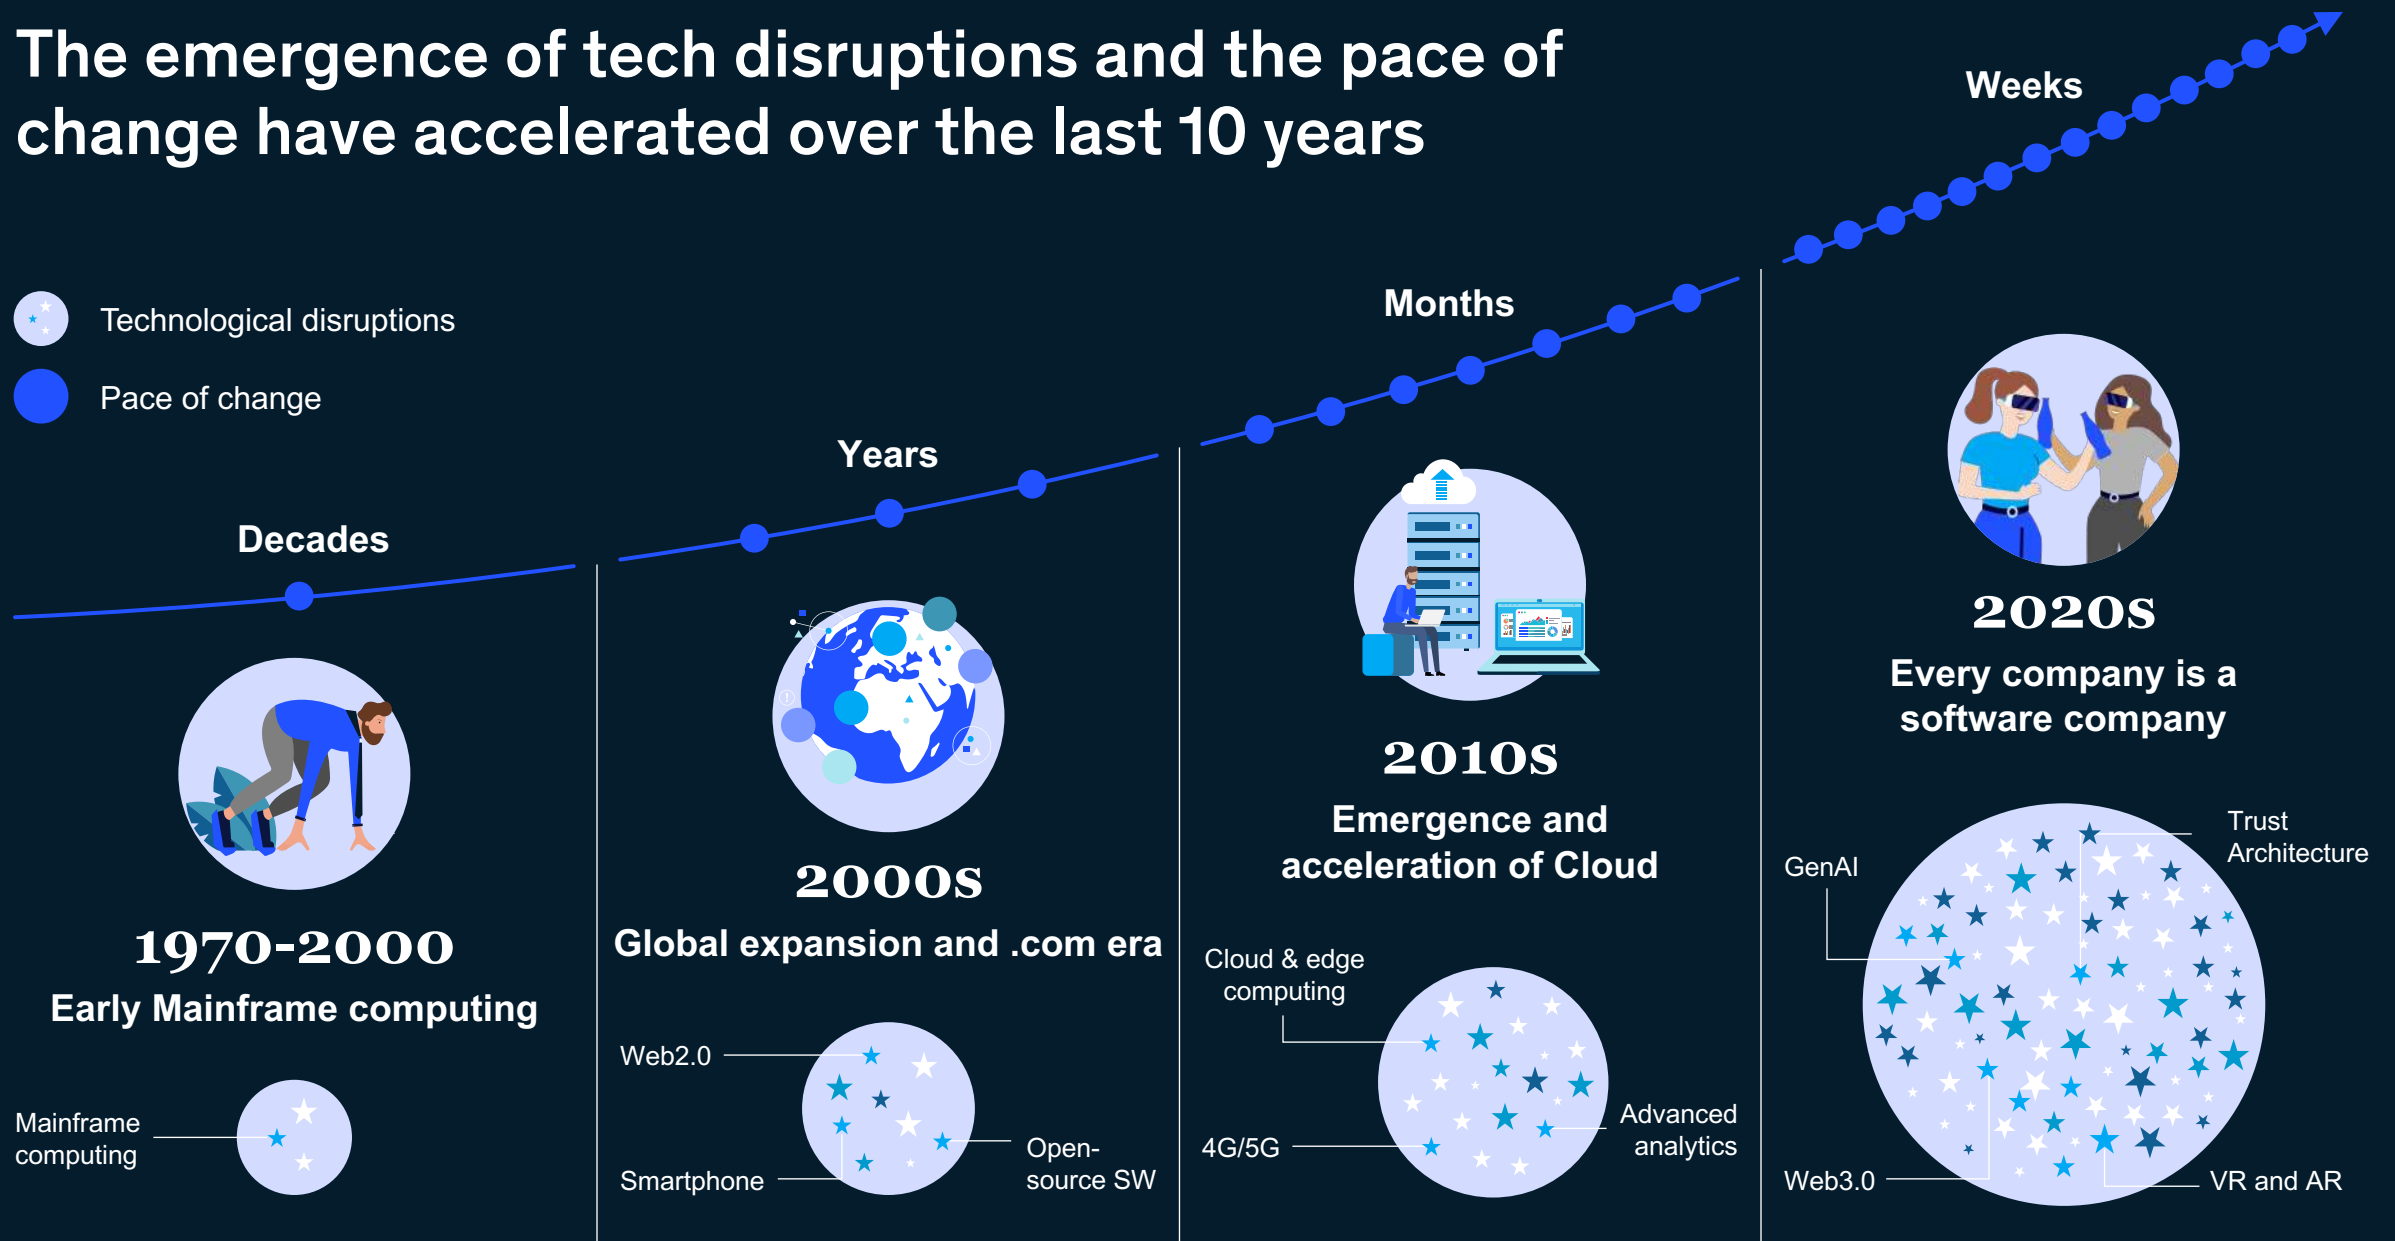 The emergence of tech disruptions and the pace of
change have accelerated over the last 10 years
Technological disruptions
Pace of change
Decades
1970-2000
Early Mainframe computing
Mainframe
computing
Years
2000s
Global expansion and .com era
Web2.0
Smartphone
Open-
source SW
Months
2010s
Emergence and
acceleration of Cloud
Cloud & edge
computing
4G/5G
Advanced
analytics
Weeks
2020s
Every company is a
software company
GenAI
Trust
Architecture
Web3.0
VR and AR